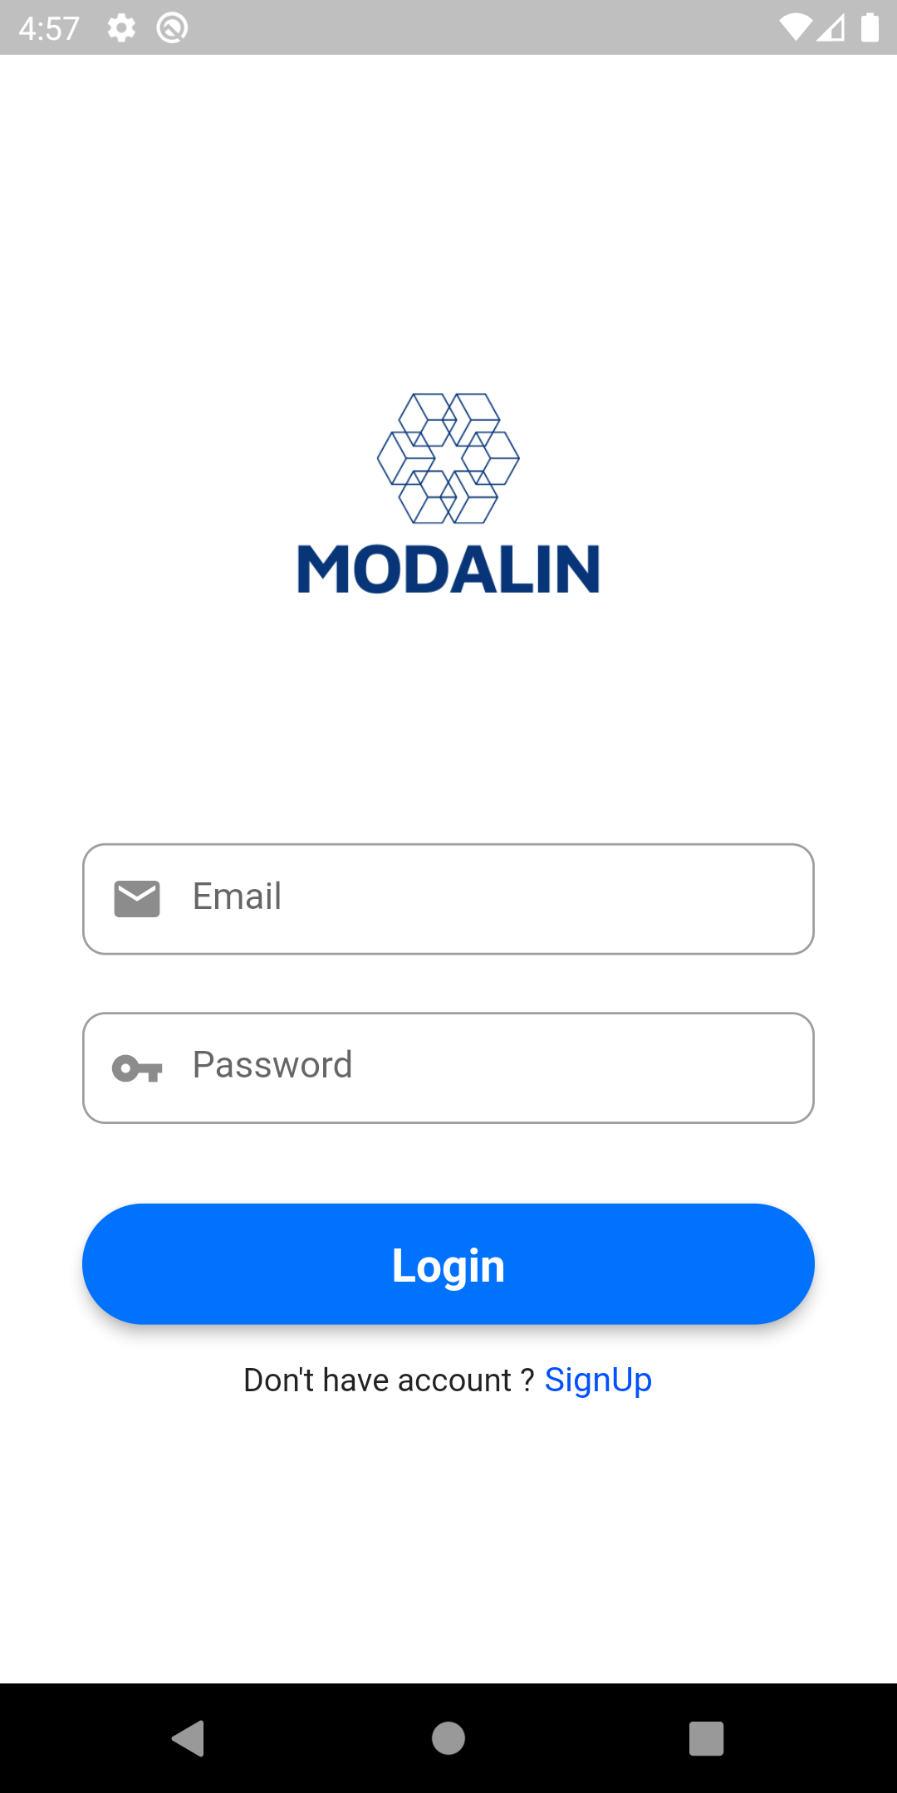 4:57
MODALIN
Email
Password
Login
Don't have account ? SignUp